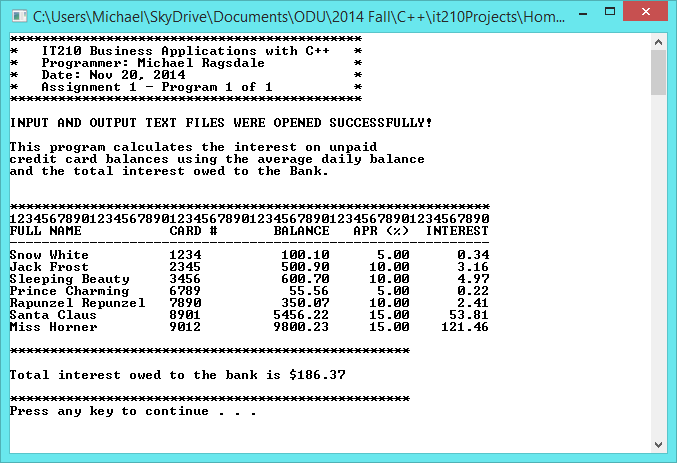 C:\Users\Michael\SkyDrive\Documents\ODU\2014 Fall\C++\it210Projects\Hom...
********************************************
*   IT210 Business Applications with C++   *
*   Programmer: Michael Ragsdale           *
*   Date: Nov 20, 2014                     *
*   Assignment 1 - Program 1 of 1          *
********************************************
INPUT AND OUTPUT TEXT FILES WERE OPENED SUCCESSFULLY!
This program calculates the interest on unpaid
credit card balances using the average daily balance
and the total interest owed to the Bank.
************************************************************
123456789012345678901234567890123456789012345678901234567890
FULL NAME           CARD #       BALANCE   APR (%)  INTEREST
------------------------------------------------------------
Snow White          1234          100.10      5.00      0.34
Jack Frost          2345          500.90     10.00      3.16
Sleeping Beauty     3456          600.70     10.00      4.97
Prince Charming     6789           55.56      5.00      0.22
Rapunzel Repunzel   7890          350.07     10.00      2.41
Santa Claus         8901         5456.22     15.00     53.81
Miss Horner         9012         9800.23     15.00    121.46
**************************************************
Total interest owed to the bank is $186.37
**************************************************
Press any key to continue . . .